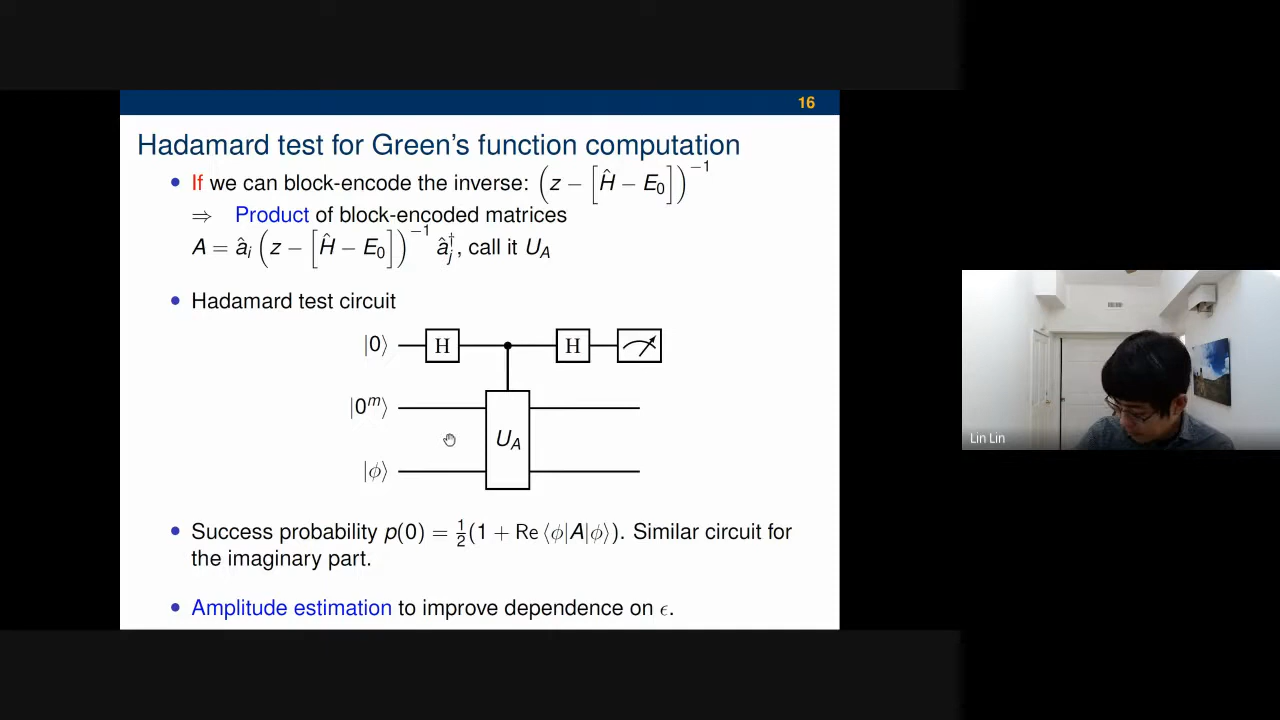 16
Hadamard test for Green's function computation
• If we can block-encode the inverse: (z − [Ĥ − E₀])⁻¹
⇒ Product of block-encoded matrices
A = âᵢ (z − [Ĥ − E₀])⁻¹ âⱼ†, call it U_A
• Hadamard test circuit
|0⟩ H H
|0ᵐ⟩
U_A
|ϕ⟩
Lin Lin
• Success probability p(0) = ½(1 + Re ⟨ϕ|A|ϕ⟩). Similar circuit for
the imaginary part.
• Amplitude estimation to improve dependence on ϵ.